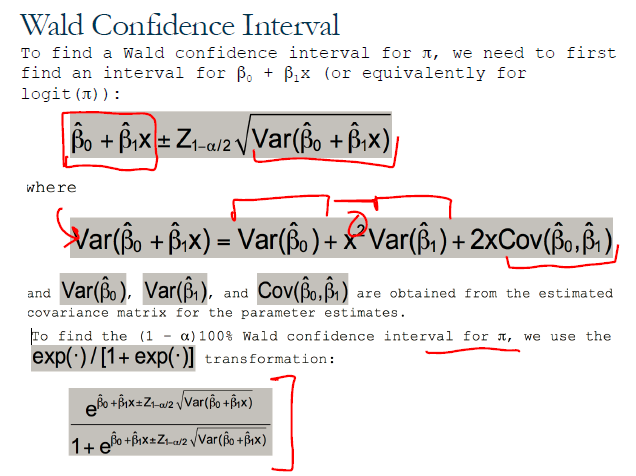 Wald Confidence Interval
To find a Wald confidence interval for π, we need to first
find an interval for β₀ + β₁x (or equivalently for
logit(π)):
β̂₀ + β̂₁x ± Z₁₋α/₂ √Var(β̂₀ + β̂₁x)
where
Var(β̂₀ + β̂₁x) = Var(β̂₀) + x²Var(β̂₁) + 2xCov(β̂₀,β̂₁)
and Var(β̂₀), Var(β̂₁), and Cov(β̂₀,β̂₁) are obtained from the estimated
covariance matrix for the parameter estimates.
To find the (1 - α)100% Wald confidence interval for π, we use the
exp(·)/[1+ exp(·)] transformation:
e^(β̂₀ + β̂₁x ± Z₁₋α/₂ √Var(β̂₀ + β̂₁x))
1 + e^(β̂₀ + β̂₁x ± Z₁₋α/₂ √Var(β̂₀ + β̂₁x))